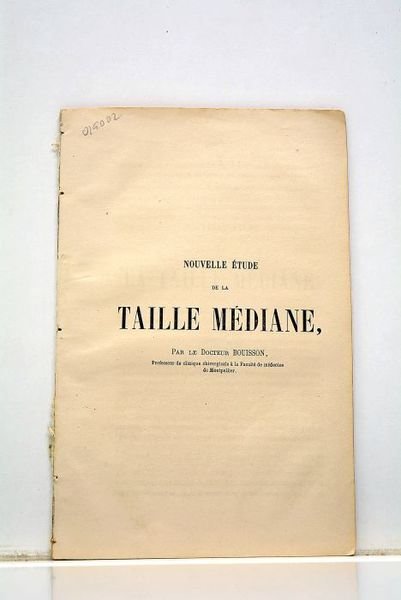 019002
NOUVELLE ÉTUDE
DE LA
TAILLE MÉDIANE,
PAR LE DOCTEUR BOUISSON,
Professeur de clinique chirurgicale à la Faculté de médecine
de Montpellier.